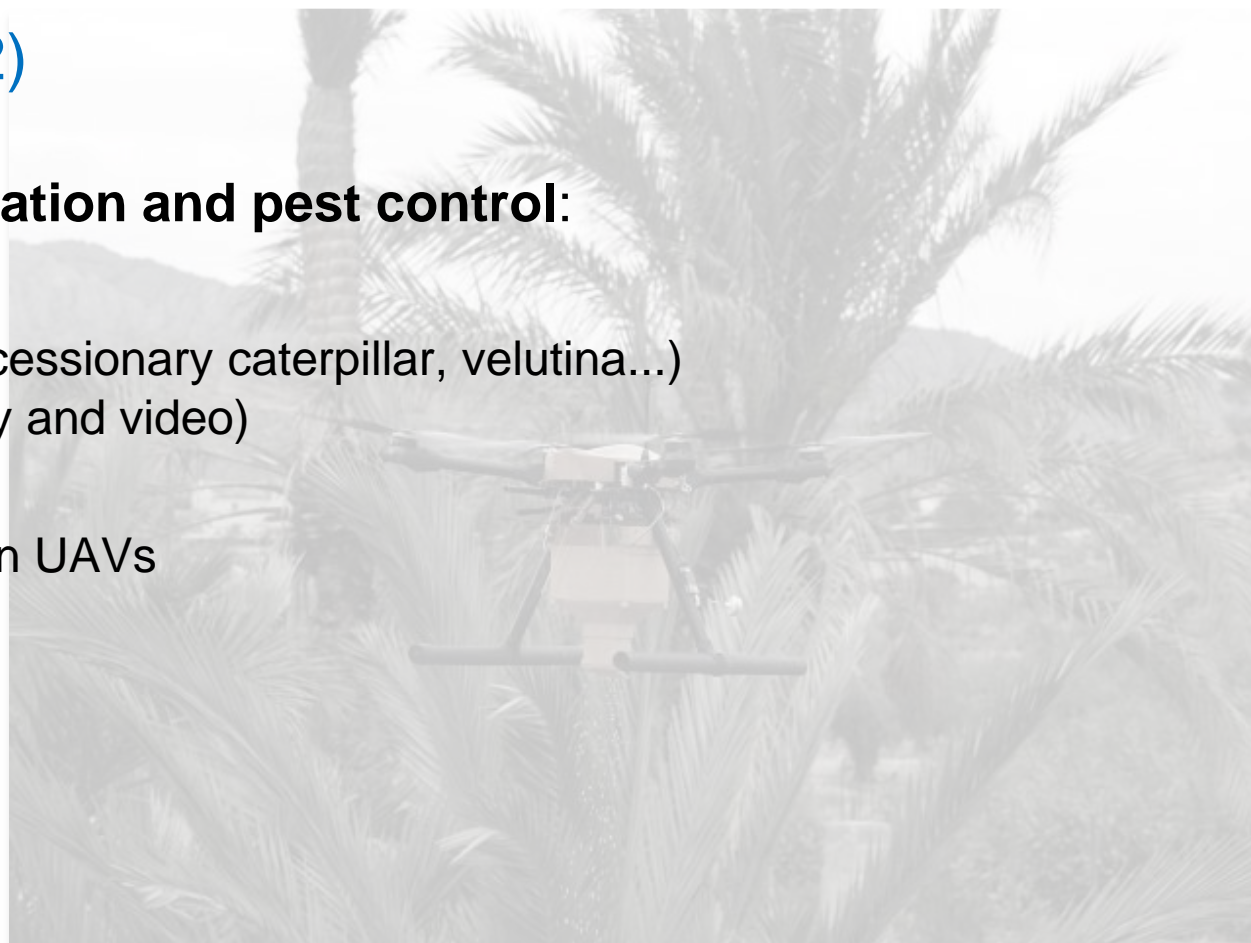 2)
ation and pest control:
cessionary caterpillar, velutina...)
y and video)
n UAVs